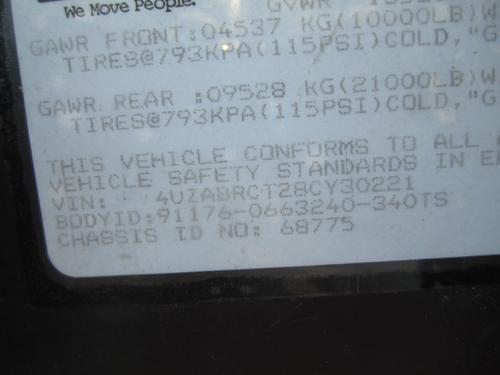 We Move People.
GVWR
GAWR FRONT:04537 KG(10000LB)W
TIRES@793KPA(115PSI)COLD,"G
GAWR REAR :09528 KG(21000LB)W
TIRES@793KPA(115PSI)COLD,"G
THIS VEHICLE CONFORMS TO ALL
VEHICLE SAFETY STANDARDS IN E
VIN: 4UZABRCT28CY30221
BODYID:91176-0663240-340TS
CHASSIS ID NO: 68775